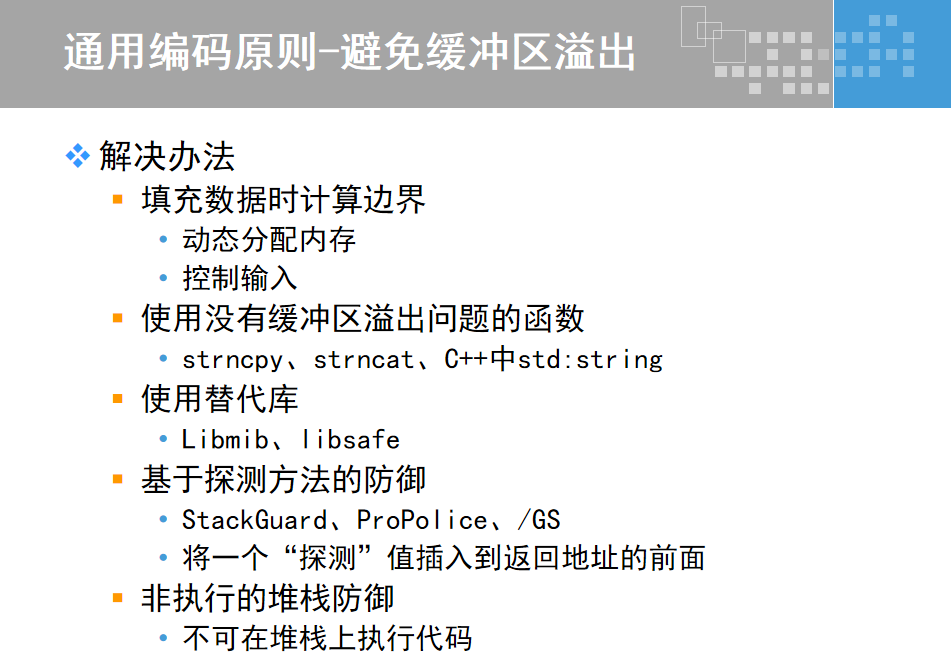 通用编码原则-避免缓冲区溢出
解决办法
填充数据时计算边界
动态分配内存
控制输入
使用没有缓冲区溢出问题的函数
strncpy、strncat、C++中std:string
使用替代库
Libmib、libsafe
基于探测方法的防御
StackGuard、ProPolice、/GS
将一个“探测”值插入到返回地址的前面
非执行的堆栈防御
不可在堆栈上执行代码